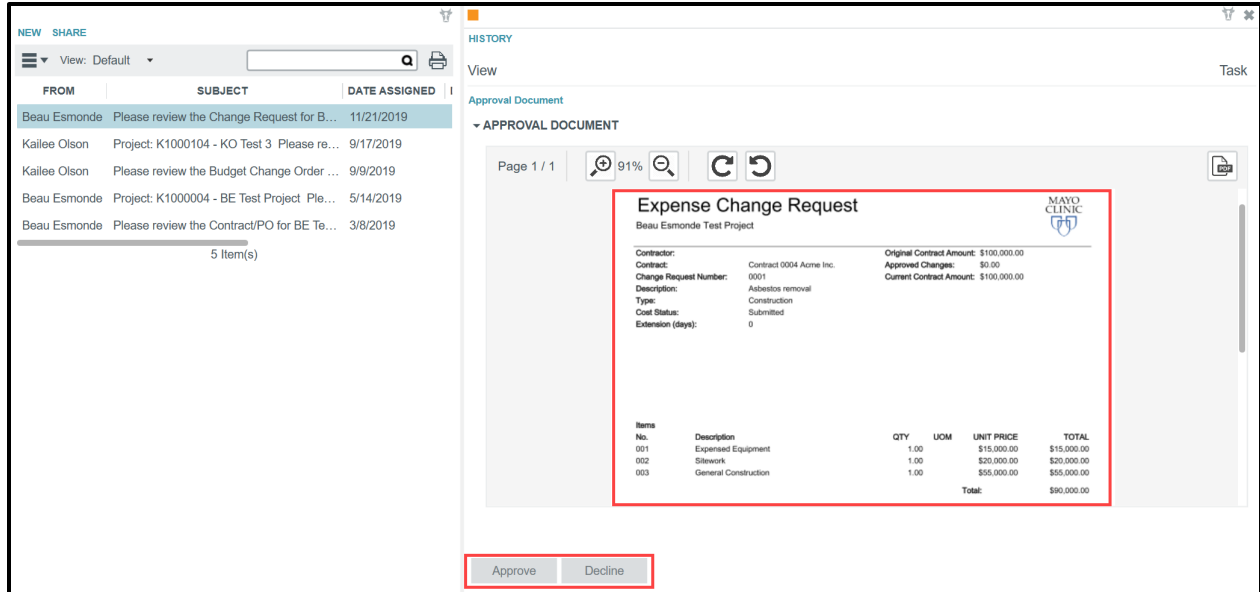 NEW SHARE
View: Default
FROM SUBJECT DATE ASSIGNED
Beau Esmonde Please review the Change Request for B... 11/21/2019
Kailee Olson Project: K1000104 - KO Test 3 Please re... 9/17/2019
Kailee Olson Please review the Budget Change Order ... 9/9/2019
Beau Esmonde Project: K1000004 - BE Test Project Ple... 5/14/2019
Beau Esmonde Please review the Contract/PO for BE Te... 3/8/2019
5 Item(s)
HISTORY
View Task
Approval Document
APPROVAL DOCUMENT
Page 1 / 1 91% PDF
Expense Change Request
Beau Esmonde Test Project
MAYO
CLINIC
Contractor: Original Contract Amount: $100,000.00
Contract: Contract 0004 Acme Inc. Approved Changes: $0.00
Change Request Number: 0001 Current Contract Amount: $100,000.00
Description: Asbestos removal
Type: Construction
Cost Status: Submitted
Extension (days): 0
Items
No. Description QTY UOM UNIT PRICE TOTAL
001 Expensed Equipment 1.00 $15,000.00 $15,000.00
002 Sitework 1.00 $20,000.00 $20,000.00
003 General Construction 1.00 $55,000.00 $55,000.00
Total: $90,000.00
Approve Decline